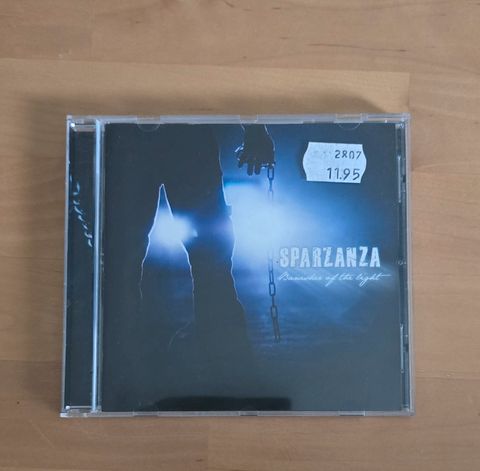 2807
11.95
SPARZANZA
Banisher of the light